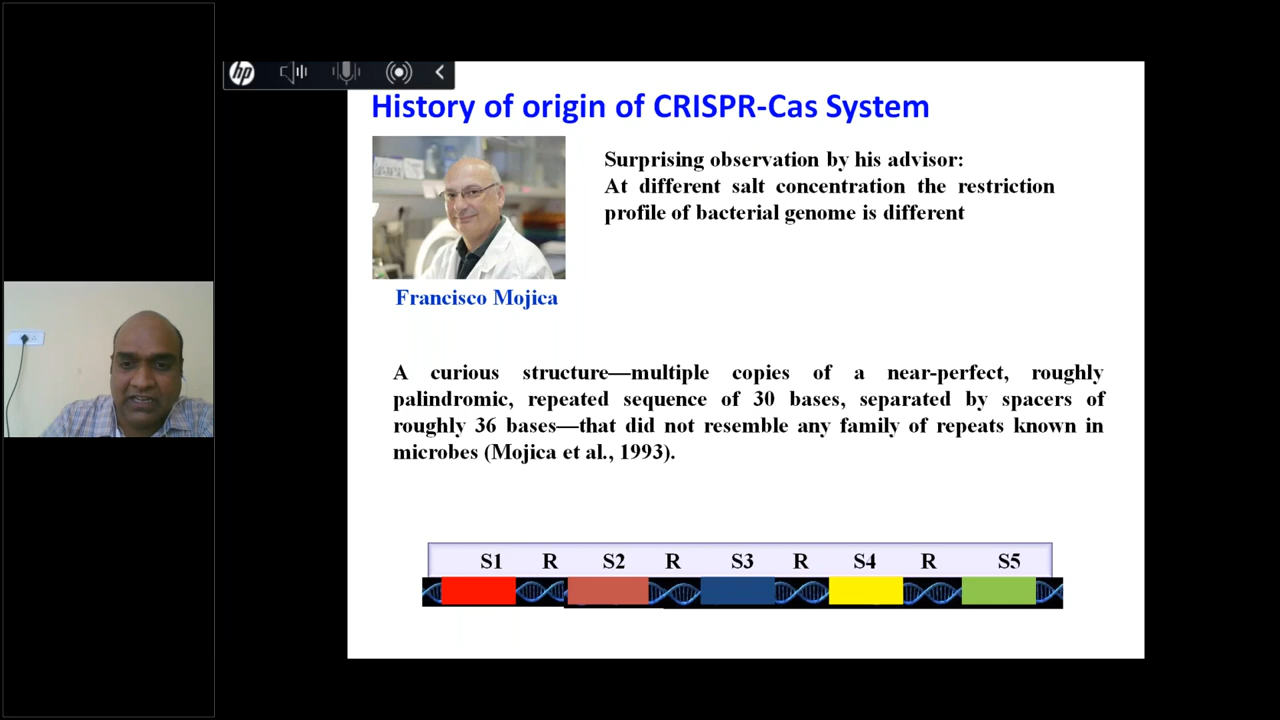 hp
History of origin of CRISPR-Cas System
Surprising observation by his advisor:
At different salt concentration the restriction
profile of bacterial genome is different
Francisco Mojica
A curious structure—multiple copies of a near-perfect, roughly
palindromic, repeated sequence of 30 bases, separated by spacers of
roughly 36 bases—that did not resemble any family of repeats known in
microbes (Mojica et al., 1993).
S1 R S2 R S3 R S4 R S5